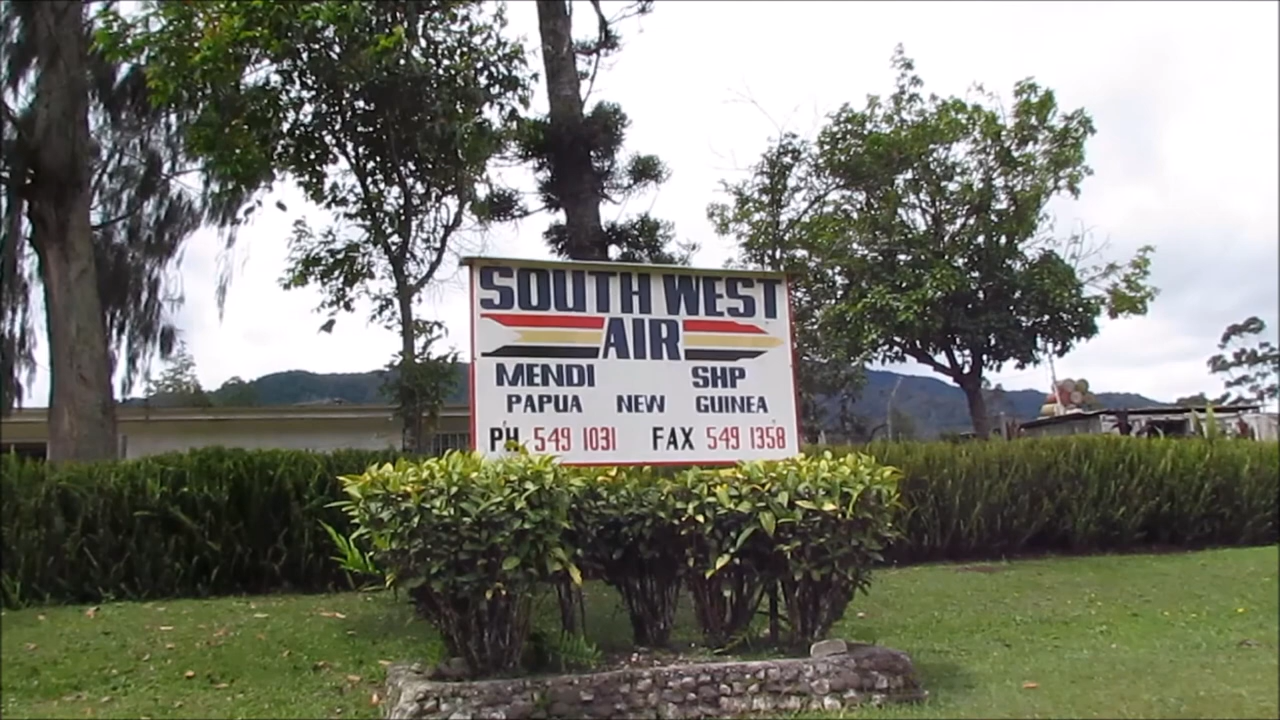 SOUTH WEST
AIR
MENDI SHP
PAPUA NEW GUINEA
PH 549 1031 FAX 549 1358